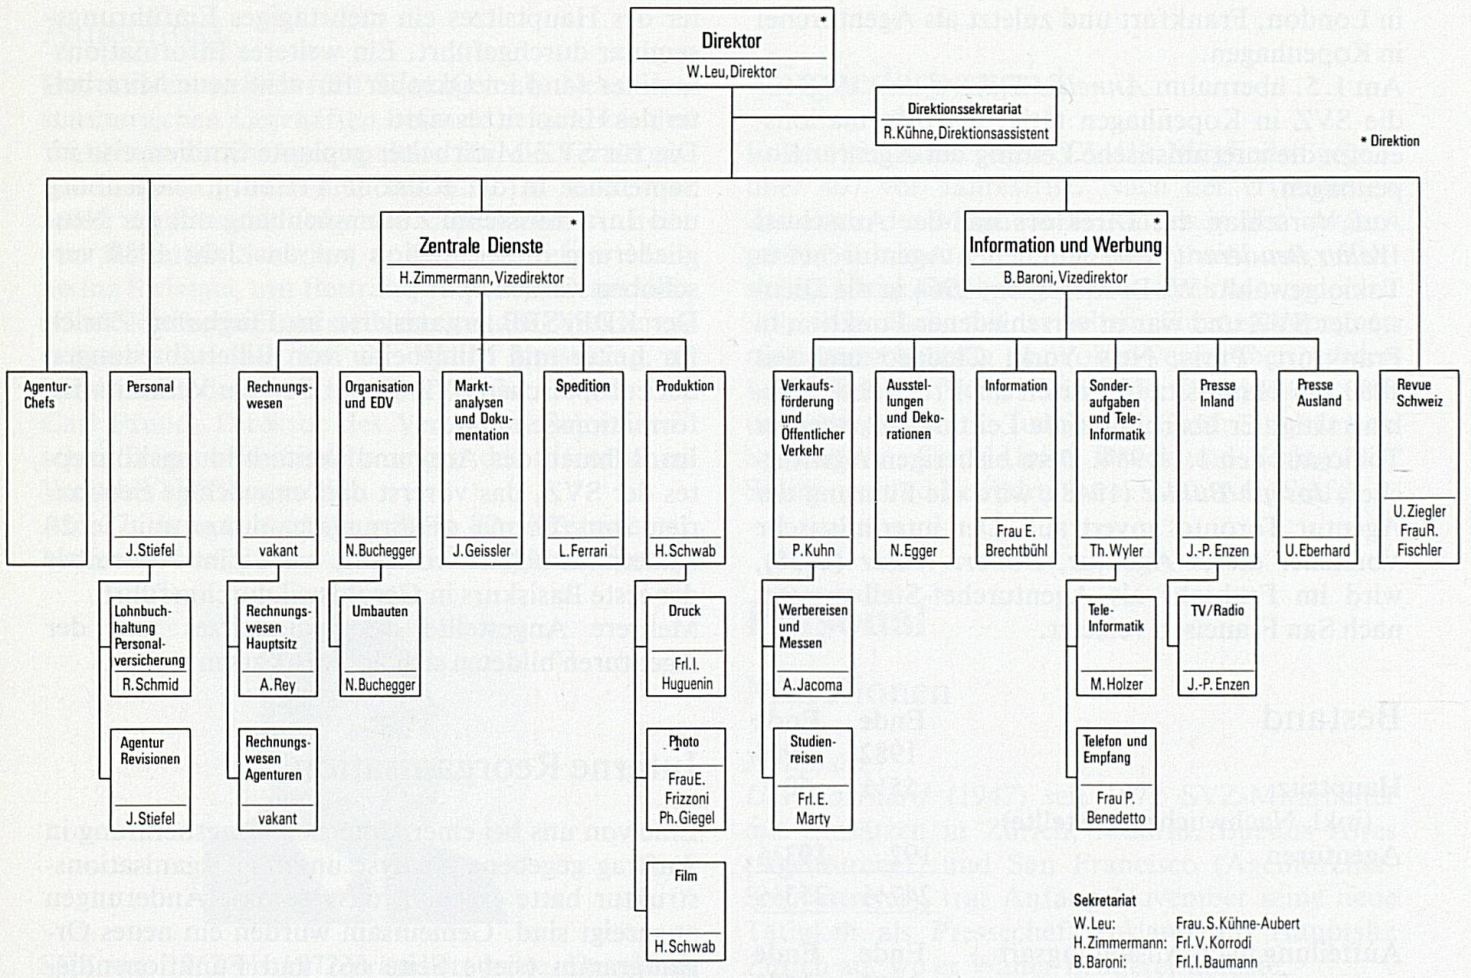 *
Direktor
W.Leu,Direktor
Direktionssekretariat
R.Kühne,Direktionsassistent
* Direktion
*
Zentrale Dienste
H.Zimmermann,Vizedirektor
*
Information und Werbung
B.Baroni,Vizedirektor
Agentur-
Chefs
Personal
J.Stiefel
Rechnungs-
wesen
vakant
Organisation
und EDV
N.Buchegger
Markt-
analysen
und Doku-
mentation
J.Geissler
Spedition
L.Ferrari
Produktion
H.Schwab
Verkaufs-
förderung
und
Öffentlicher
Verkehr
P.Kuhn
Ausstel-
lungen
und Deko-
rationen
N.Egger
Information
Frau E.
Brechtbühl
Sonder-
aufgaben
und Tele-
Informatik
Th.Wyler
Presse
Inland
J.-P.Enzen
Presse
Ausland
U.Eberhard
Revue
Schweiz
U.Ziegler
FrauR.
Fischler
Lohnbuch-
haltung
Personal-
versicherung
R.Schmid
Rechnungs-
wesen
Hauptsitz
A.Rey
Umbauten
N.Buchegger
Druck
Frl.I.
Huguenin
Werbereisen
und
Messen
A.Jacoma
Tele-
Informatik
M.Holzer
TV/Radio
J.-P.Enzen
Agentur
Revisionen
J.Stiefel
Rechnungs-
wesen
Agenturen
vakant
Photo
FrauE.
Frizzoni
Ph.Giegel
Studien-
reisen
Frl.E.
Marty
Telefon und
Empfang
Frau P.
Benedetto
Film
H.Schwab
Sekretariat
W.Leu: Frau.S.Kühne-Aubert
H.Zimmermann: Frl.V.Korrodi
B.Baroni: Frl.I.Baumann